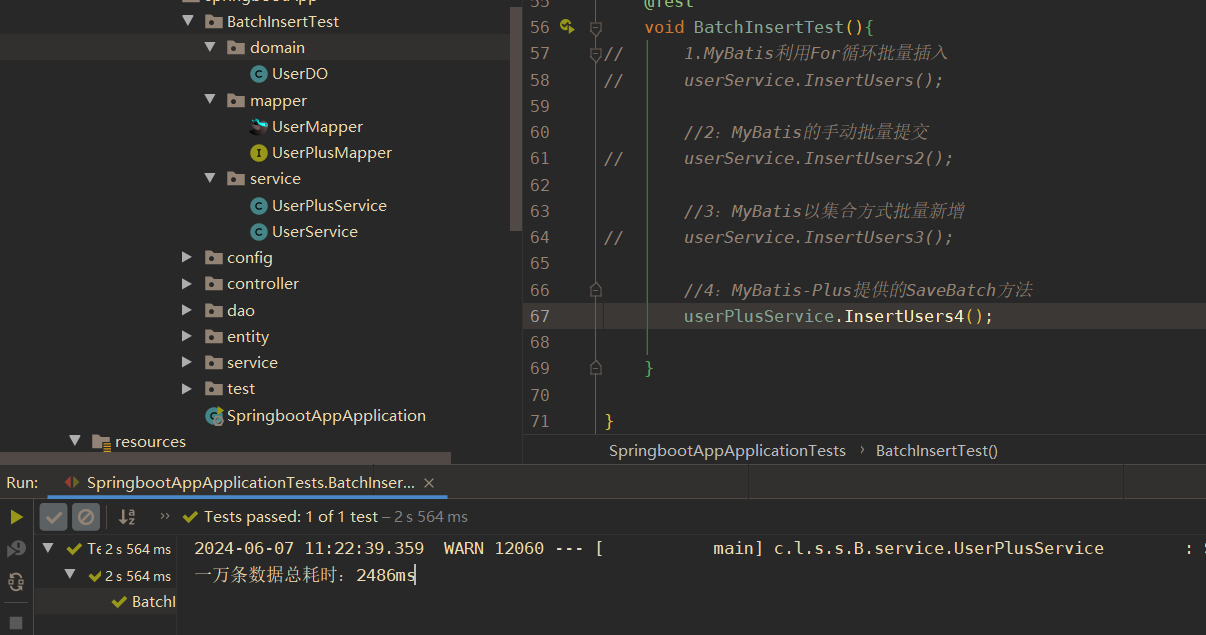 BatchInsertTest
domain
UserDO
mapper
UserMapper
UserPlusMapper
service
UserPlusService
UserService
config
controller
dao
entity
service
test
SpringbootAppApplication
resources
55 @Test
56 void BatchInsertTest(){
57 // 1.MyBatis利用For循环批量插入
58 // userService.InsertUsers();
59
60 //2：MyBatis的手动批量提交
61 // userService.InsertUsers2();
62
63 //3：MyBatis以集合方式批量新增
64 // userService.InsertUsers3();
65
66 //4：MyBatis-Plus提供的SaveBatch方法
67 userPlusService.InsertUsers4();
68
69 }
70
71 }
SpringbootAppApplicationTests › BatchInsertTest()
Run: SpringbootAppApplicationTests.BatchInser... ×
» Tests passed: 1 of 1 test – 2 s 564 ms
Te 2 s 564 ms
2 s 564 ms
BatchI
2024-06-07 11:22:39.359 WARN 12060 --- [ main] c.l.s.s.B.service.UserPlusService :
一万条数据总耗时：2486ms